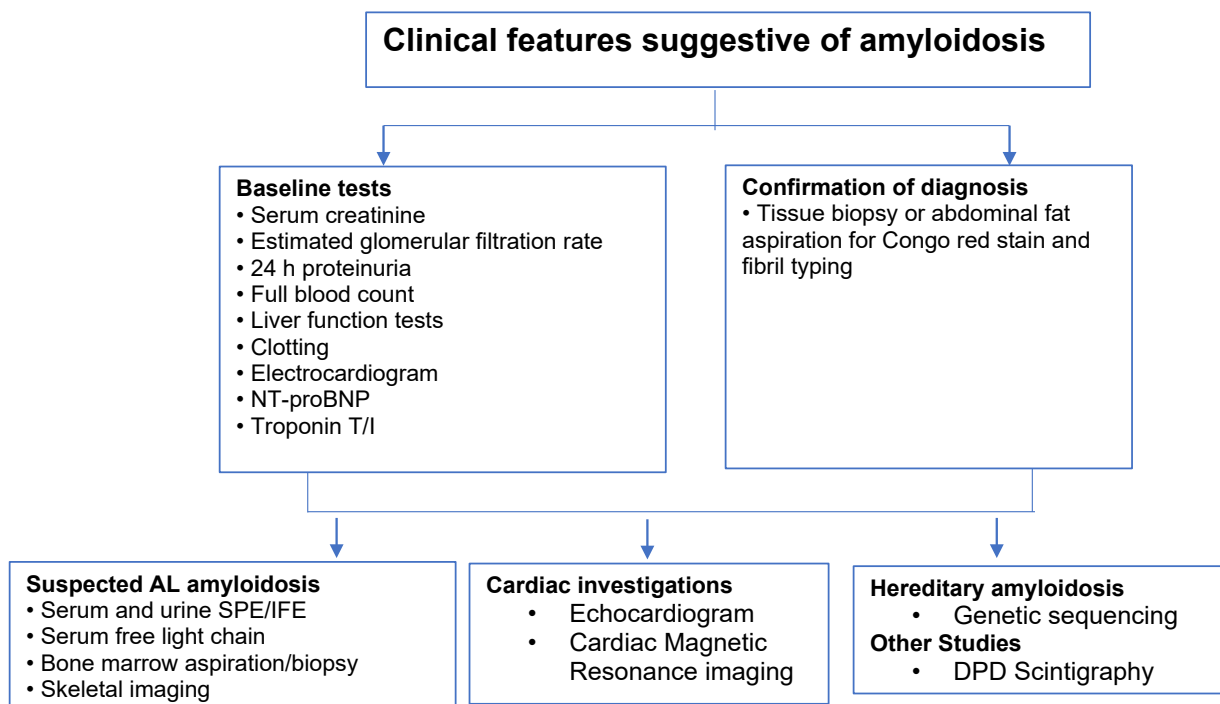 Clinical features suggestive of amyloidosis
Baseline tests
• Serum creatinine
• Estimated glomerular filtration rate
• 24 h proteinuria
• Full blood count
• Liver function tests
• Clotting
• Electrocardiogram
• NT-proBNP
• Troponin T/I
Confirmation of diagnosis
• Tissue biopsy or abdominal fat
aspiration for Congo red stain and
fibril typing
Suspected AL amyloidosis
• Serum and urine SPE/IFE
• Serum free light chain
• Bone marrow aspiration/biopsy
• Skeletal imaging
Cardiac investigations
• Echocardiogram
• Cardiac Magnetic
Resonance imaging
Hereditary amyloidosis
• Genetic sequencing
Other Studies
• DPD Scintigraphy